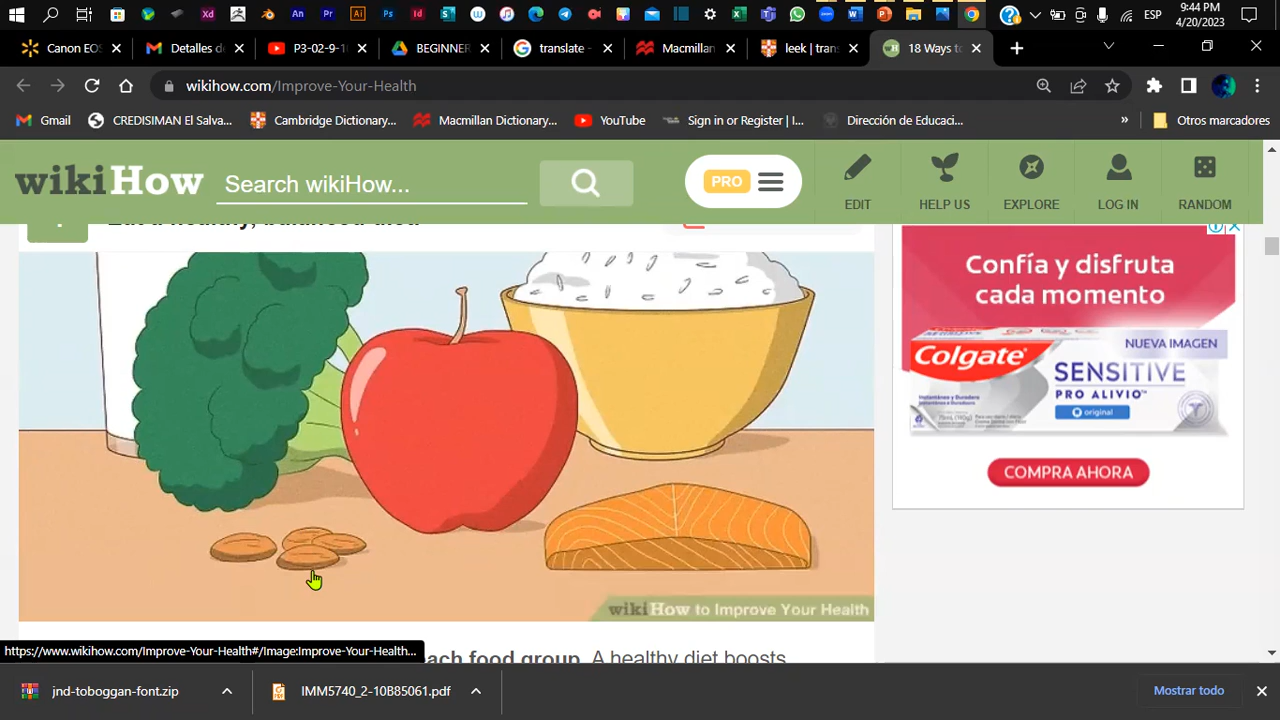 9:44 PM
ESP
4/20/2023
Canon EOS
Detalles de
P3-02-9-1
BEGINNER
translate -
Macmillan
leek | trans
18 Ways to
wikihow.com/Improve-Your-Health
Gmail
CREDISIMAN El Salva...
Cambridge Dictionary...
Macmillan Dictionary...
YouTube
Sign in or Register | I...
Dirección de Educaci...
»
Otros marcadores
wikiHow
Search wikiHow...
PRO
EDIT
HELP US
EXPLORE
LOG IN
RANDOM
Confía y disfruta
cada momento
NUEVA IMAGEN
Colgate
SENSITIVE
PRO ALIVIO™
original
COMPRA AHORA
wikiHow to Improve Your Health
https://www.wikihow.com/Improve-Your-Health#/Image:Improve-Your-Health...
ach food group. A healthy diet boosts
jnd-toboggan-font.zip
IMM5740_2-10B85061.pdf
Mostrar todo